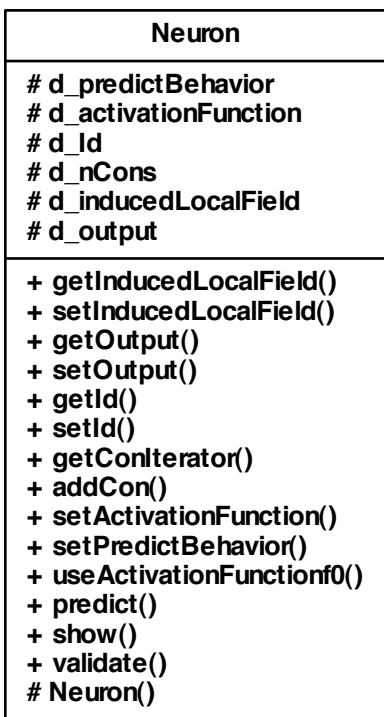 Neuron
# d_predictBehavior
# d_activationFunction
# d_Id
# d_nCons
# d_inducedLocalField
# d_output
+ getInducedLocalField()
+ setInducedLocalField()
+ getOutput()
+ setOutput()
+ getId()
+ setId()
+ getConIterator()
+ addCon()
+ setActivationFunction()
+ setPredictBehavior()
+ useActivationFunctionf0()
+ predict()
+ show()
+ validate()
# Neuron()